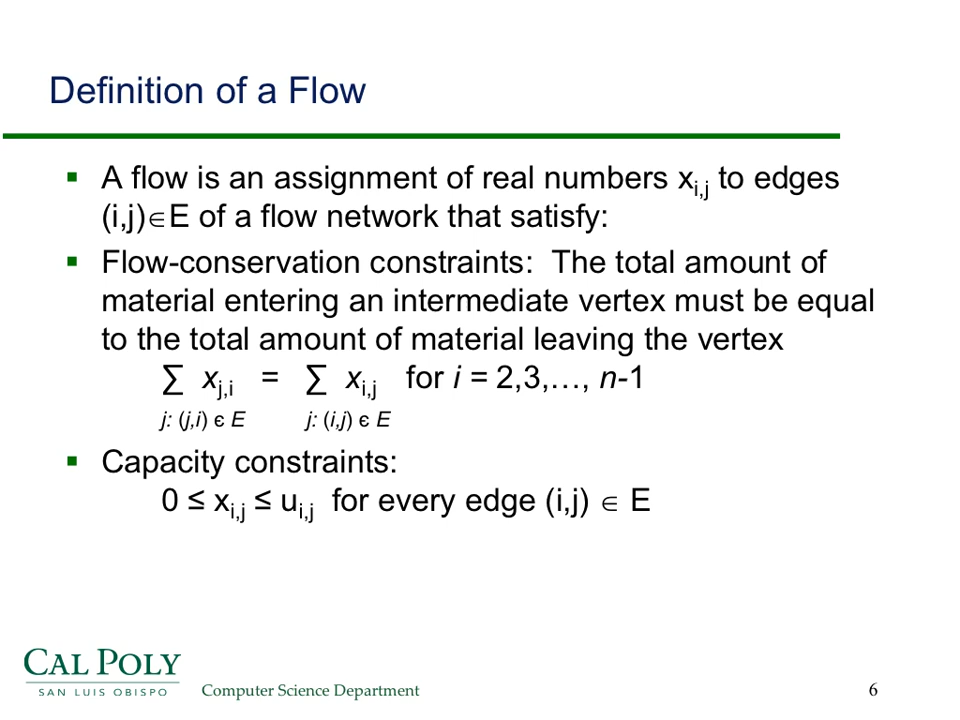 Definition of a Flow
▪ A flow is an assignment of real numbers xi,j to edges
(i,j)∈E of a flow network that satisfy:
▪ Flow-conservation constraints: The total amount of
material entering an intermediate vertex must be equal
to the total amount of material leaving the vertex
∑ xj,i = ∑ xi,j for i = 2,3,…, n-1
j: (j,i) є E j: (i,j) є E
▪ Capacity constraints:
0 ≤ xi,j ≤ ui,j for every edge (i,j) ∈ E
CAL POLY
SAN LUIS OBISPO
Computer Science Department
6